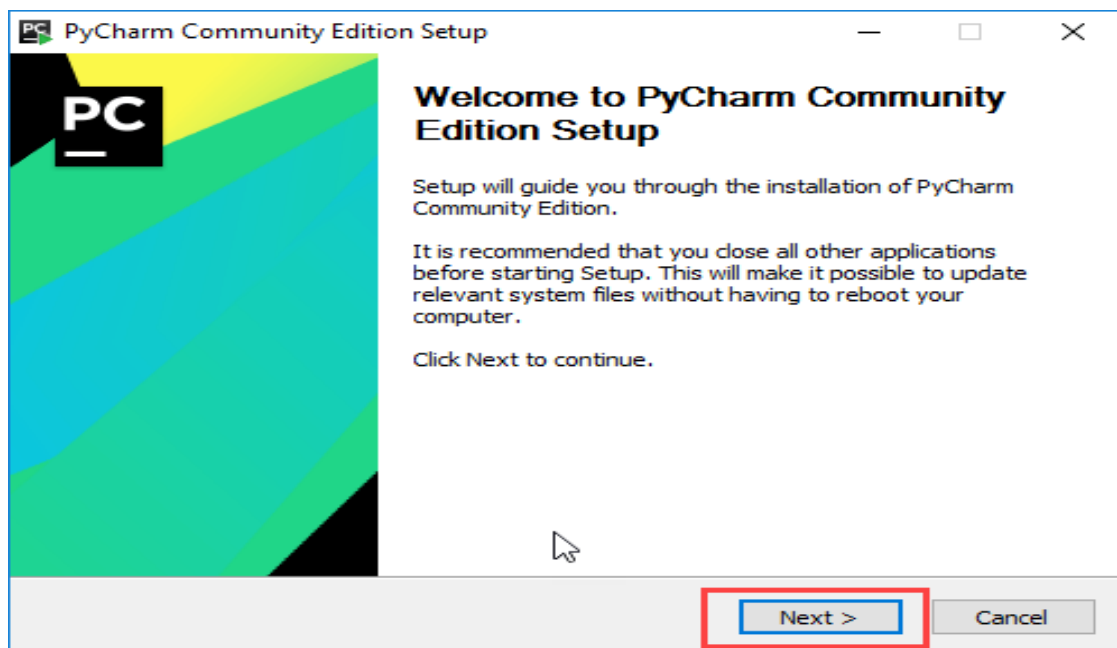 PyCharm Community Edition Setup
PC
Welcome to PyCharm Community
Edition Setup
Setup will guide you through the installation of PyCharm
Community Edition.
It is recommended that you close all other applications
before starting Setup. This will make it possible to update
relevant system files without having to reboot your
computer.
Click Next to continue.
Next >
Cancel